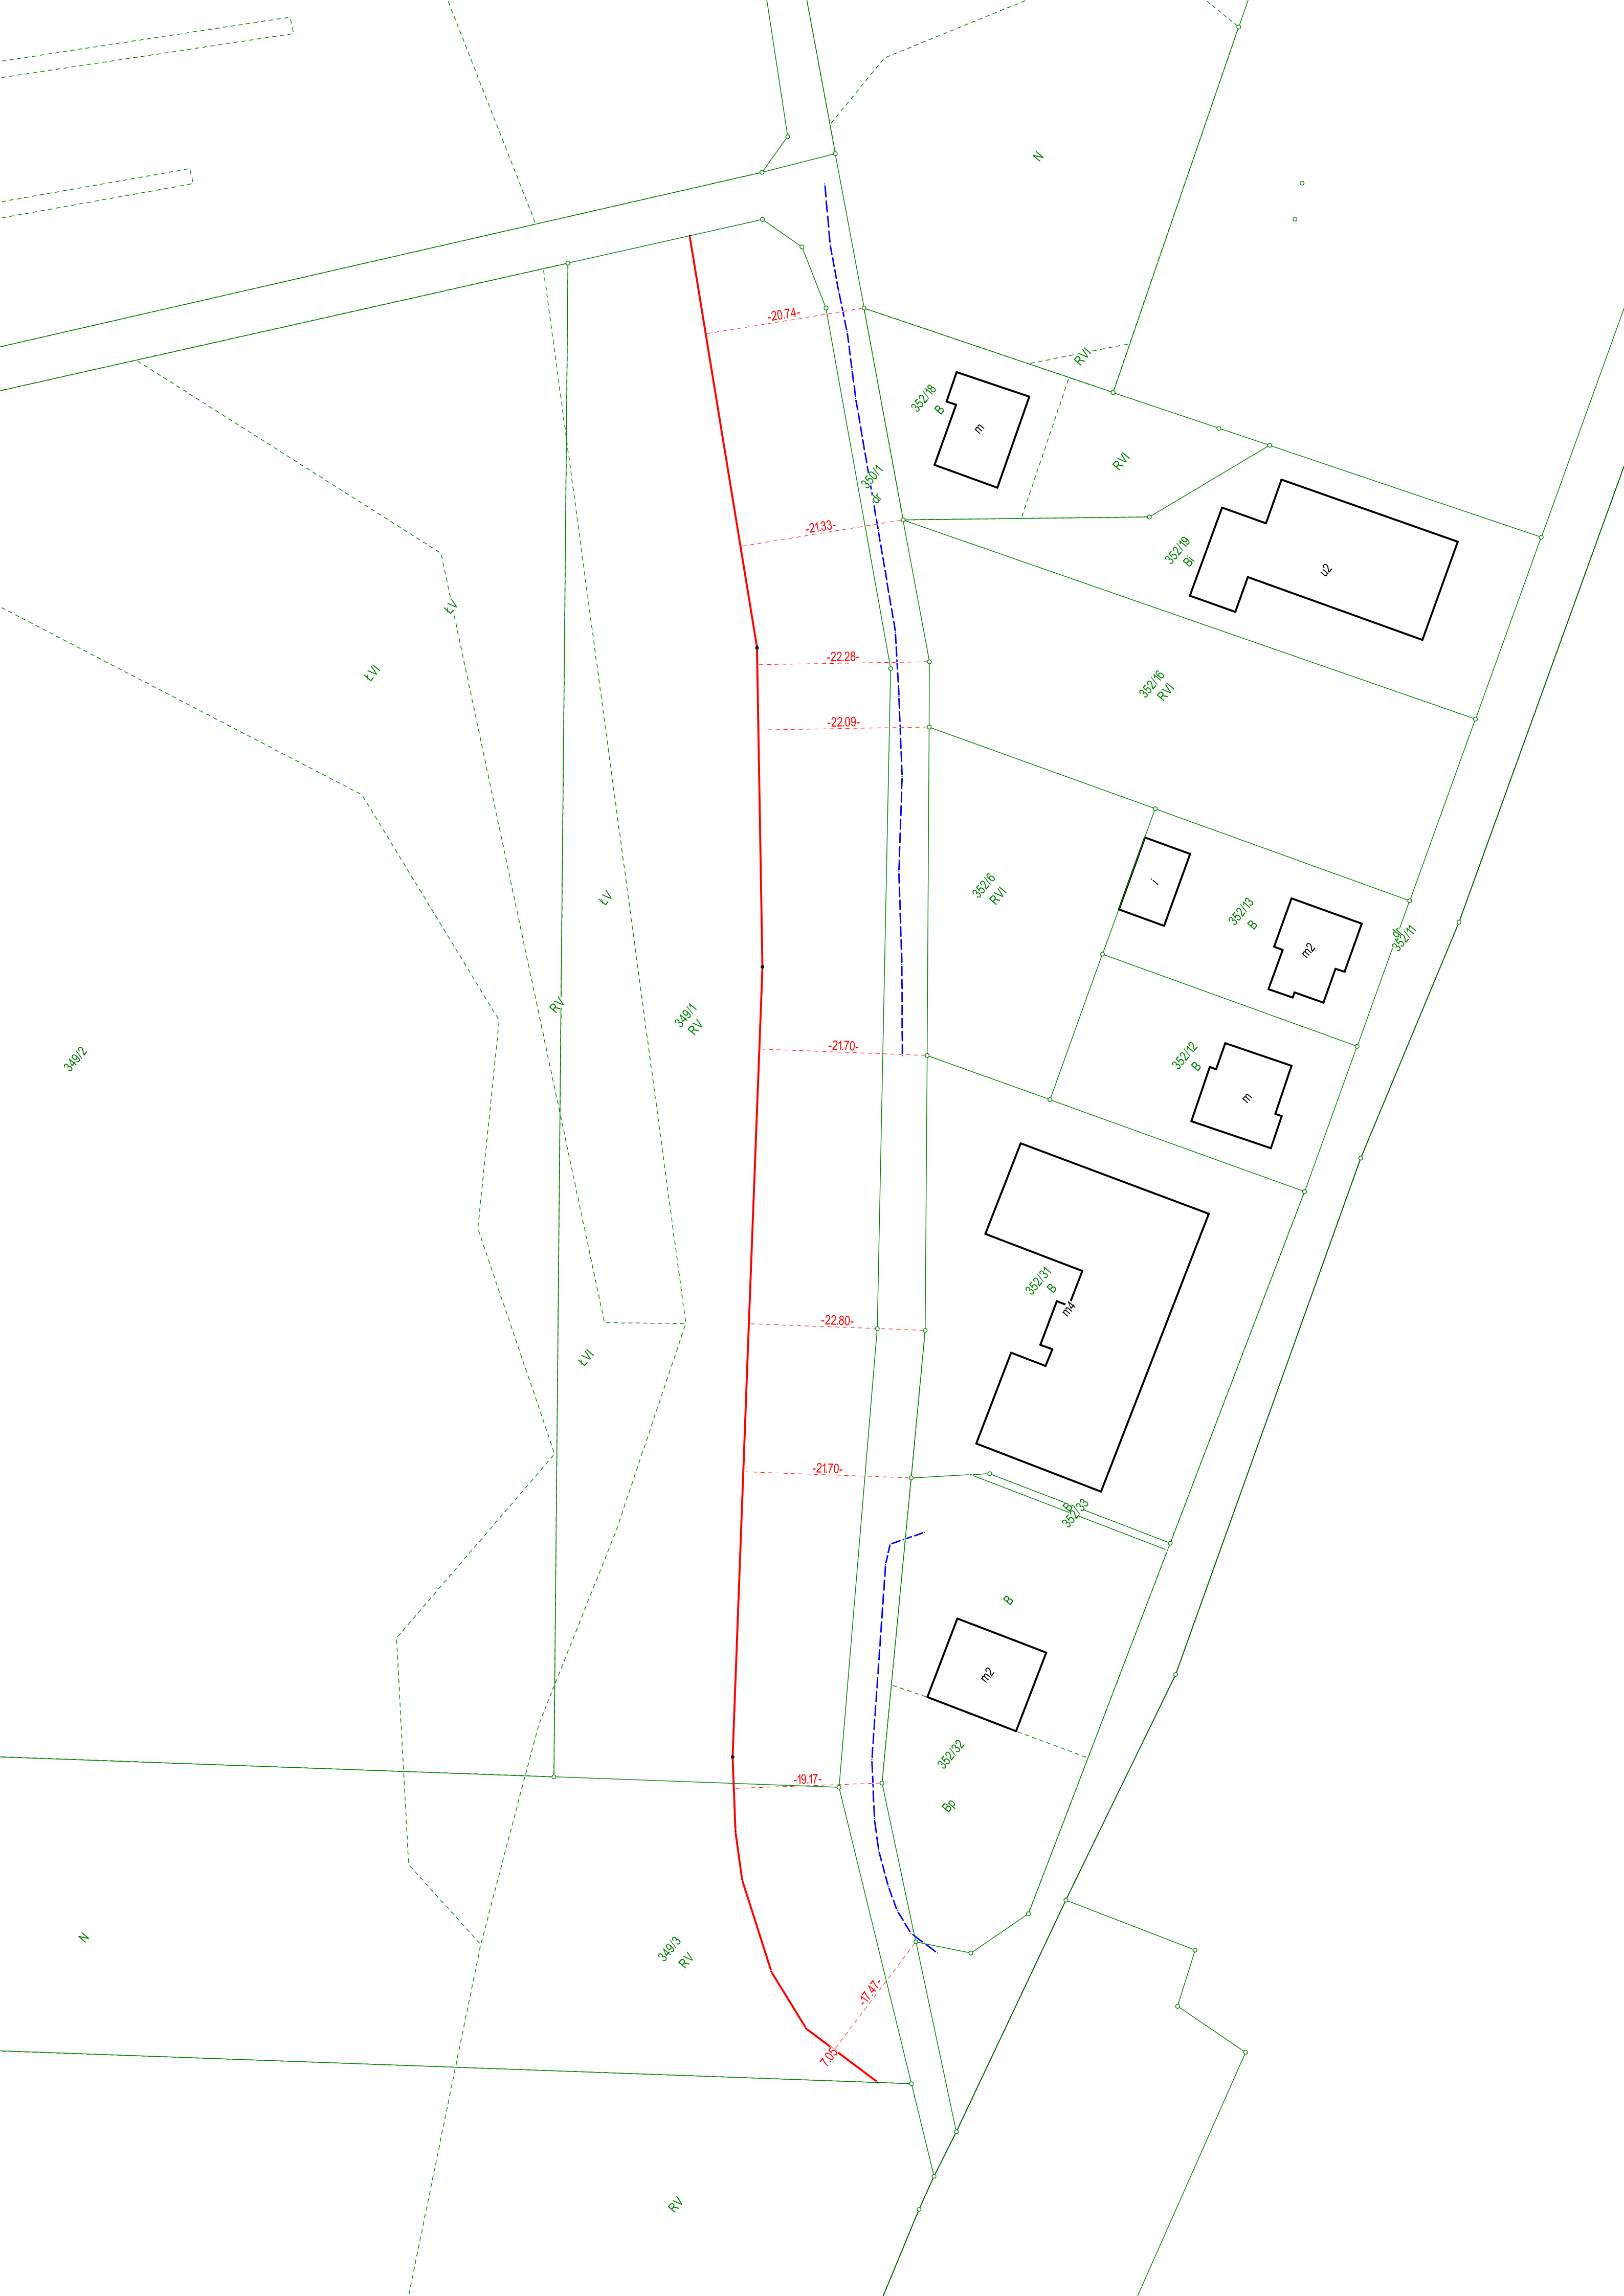 N
-20.74-
RVI
352/18
B
m
RVI
350/1
dr
-21.33-
352/19
Bi
u2
ŁV
-22.28-
ŁVI
352/16
RVI
-22.09-
i
352/6
RVI
ŁV
352/13
B
m2
dr
352/11
RV
349/1
RV
-21.70-
349/2
352/12
B
m
352/31
B
m4
-22.80-
ŁVI
-21.70-
B
352/33
B
m2
352/32
-19.17-
Bp
N
349/3
RV
-17.47-
7.05
RV